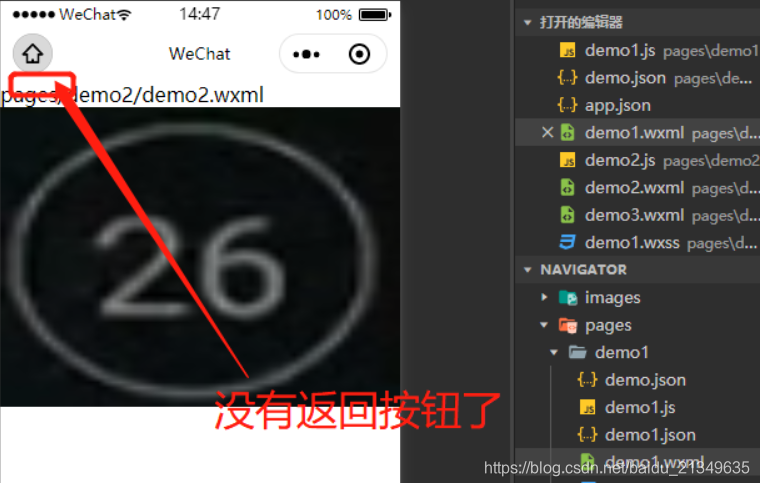 WeChat 14:47 100%
WeChat
pages/demo2/demo2.wxml
26
没有返回按钮了
打开的编辑器
demo1.js pages\demo1
demo.json pages\de...
app.json
demo1.wxml pages\d...
demo2.js pages\demo2
demo2.wxml pages\d...
demo3.wxml pages\d...
demo1.wxss pages\d...
NAVIGATOR
images
pages
demo1
demo.json
demo1.js
demo1.json
demo1.wxml
https://blog.csdn.net/baidu_21349635